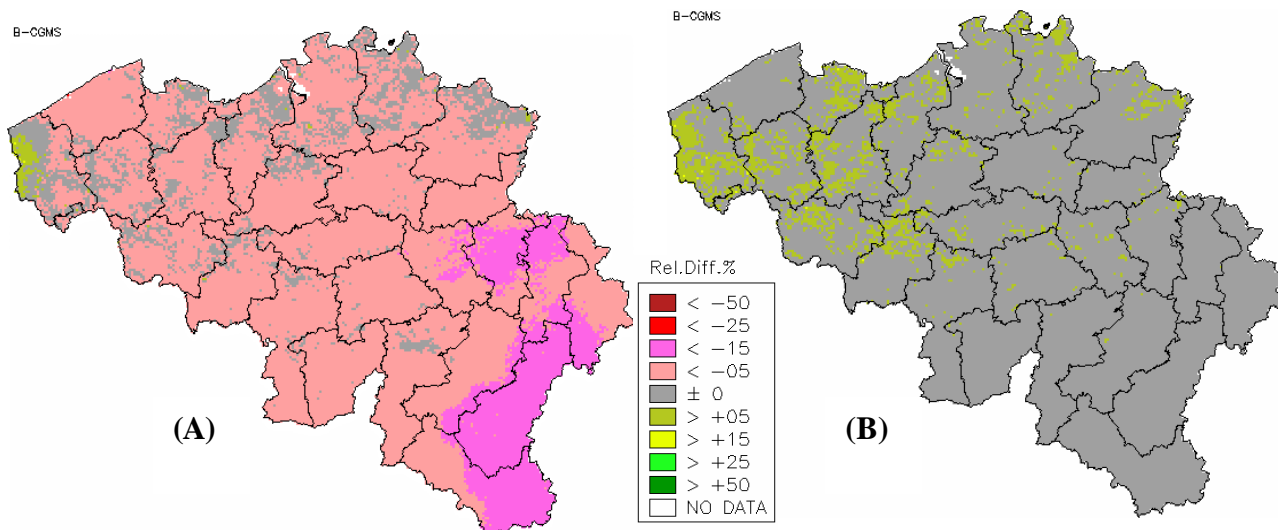 B-CGMS
B-CGMS
Rel.Diff.%
< -50
< -25
< -15
< -05
± 0
> +05
> +15
> +25
> +50
NO DATA
(A)
(B)